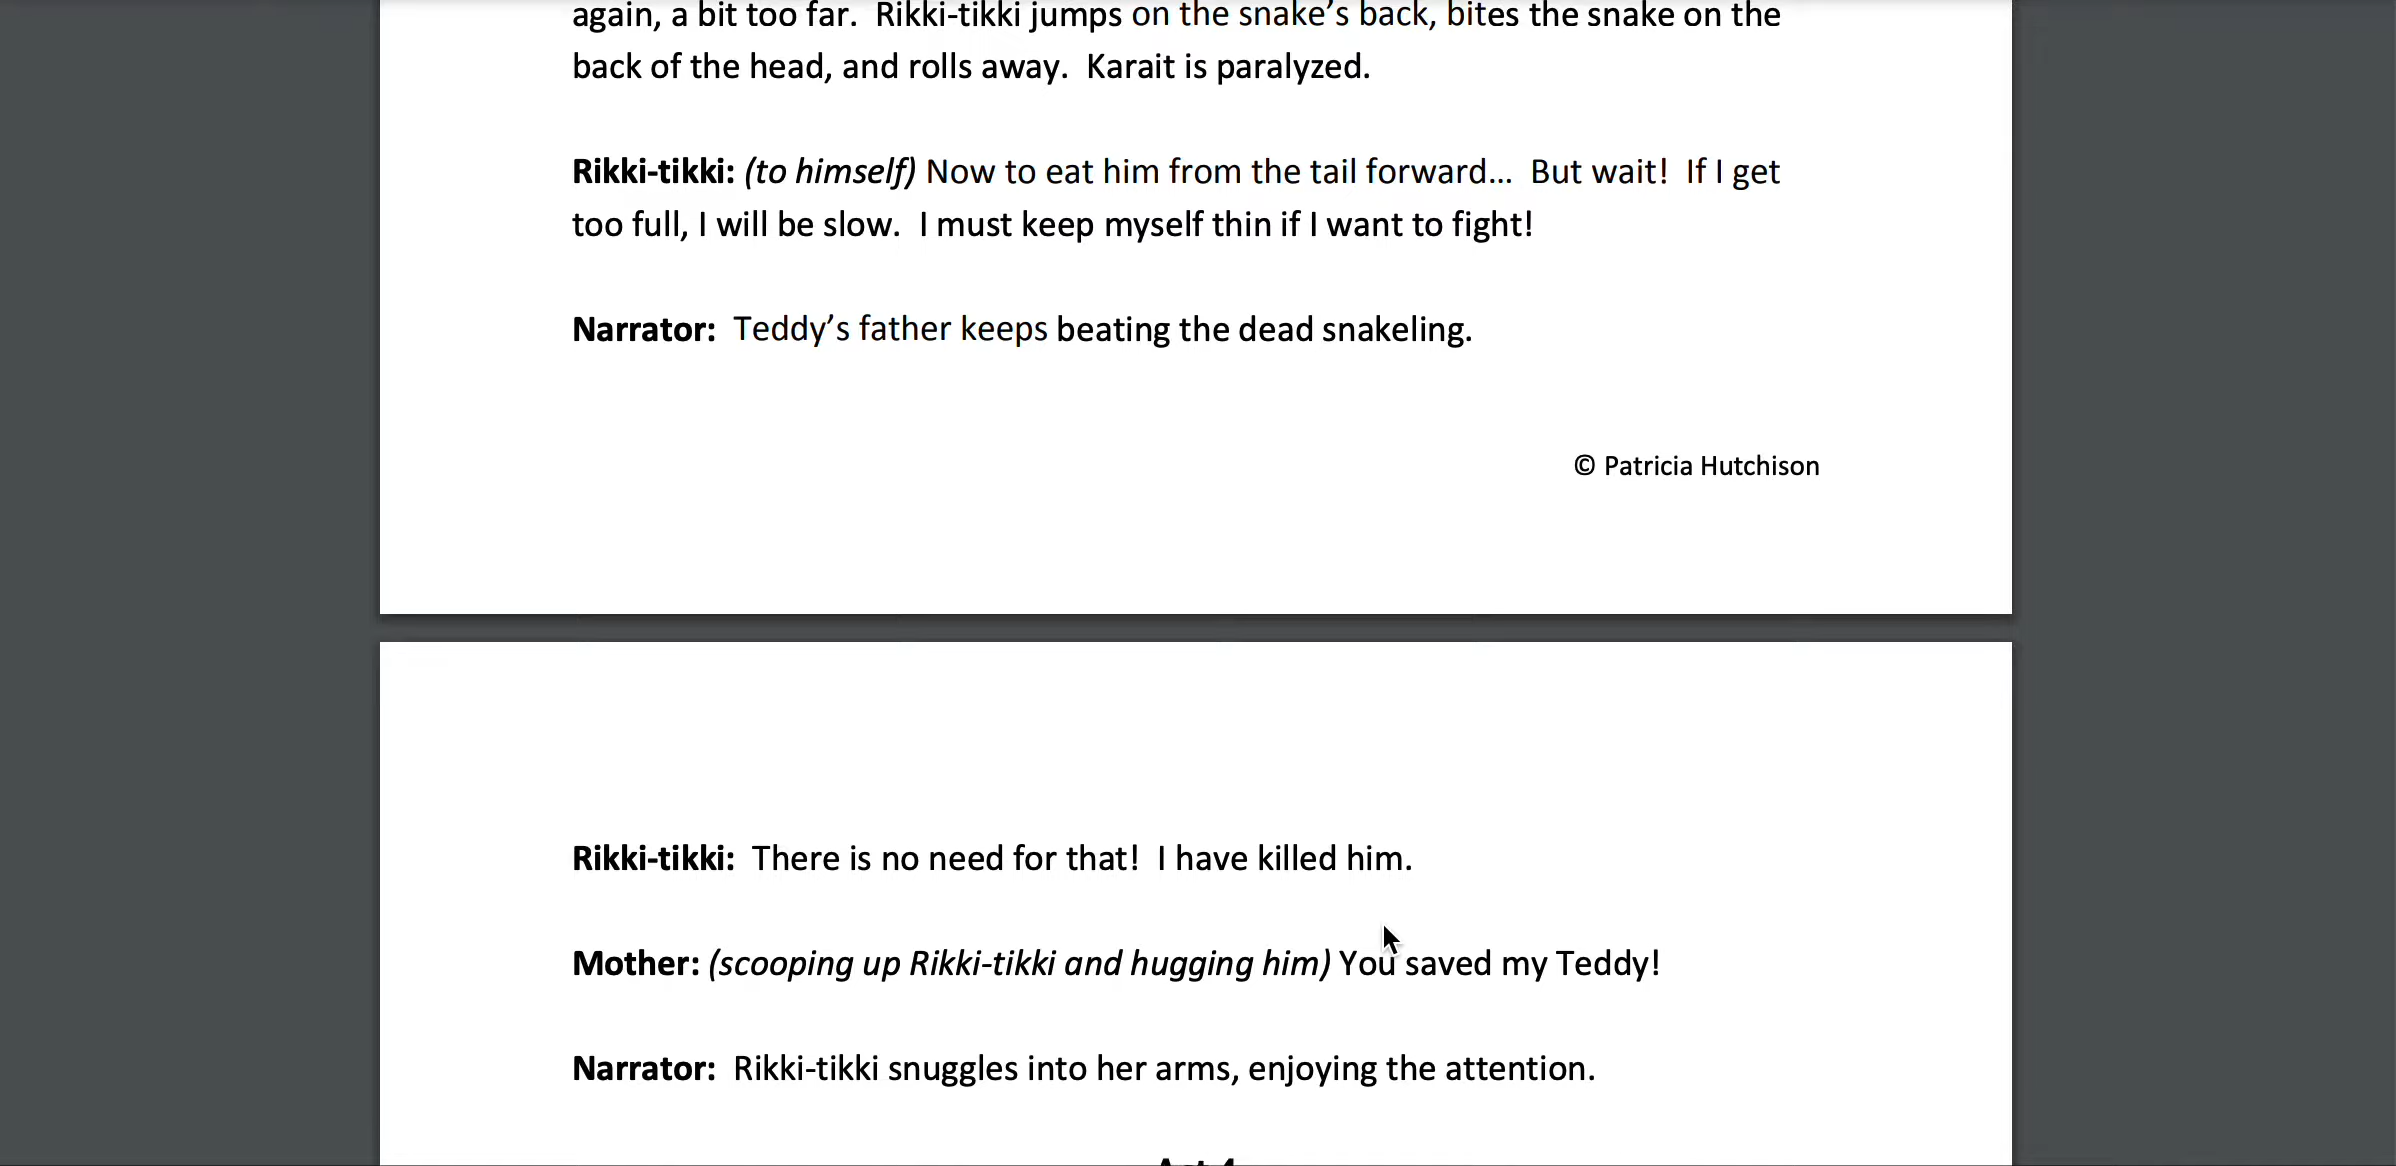 again, a bit too far.  Rikki-tikki jumps on the snake’s back, bites the snake on the
back of the head, and rolls away.  Karait is paralyzed.
Rikki-tikki: (to himself) Now to eat him from the tail forward…  But wait!  If I get
too full, I will be slow.  I must keep myself thin if I want to fight!
Narrator:  Teddy’s father keeps beating the dead snakeling.
© Patricia Hutchison
Rikki-tikki:  There is no need for that!  I have killed him.
Mother: (scooping up Rikki-tikki and hugging him) You saved my Teddy!
Narrator:  Rikki-tikki snuggles into her arms, enjoying the attention.